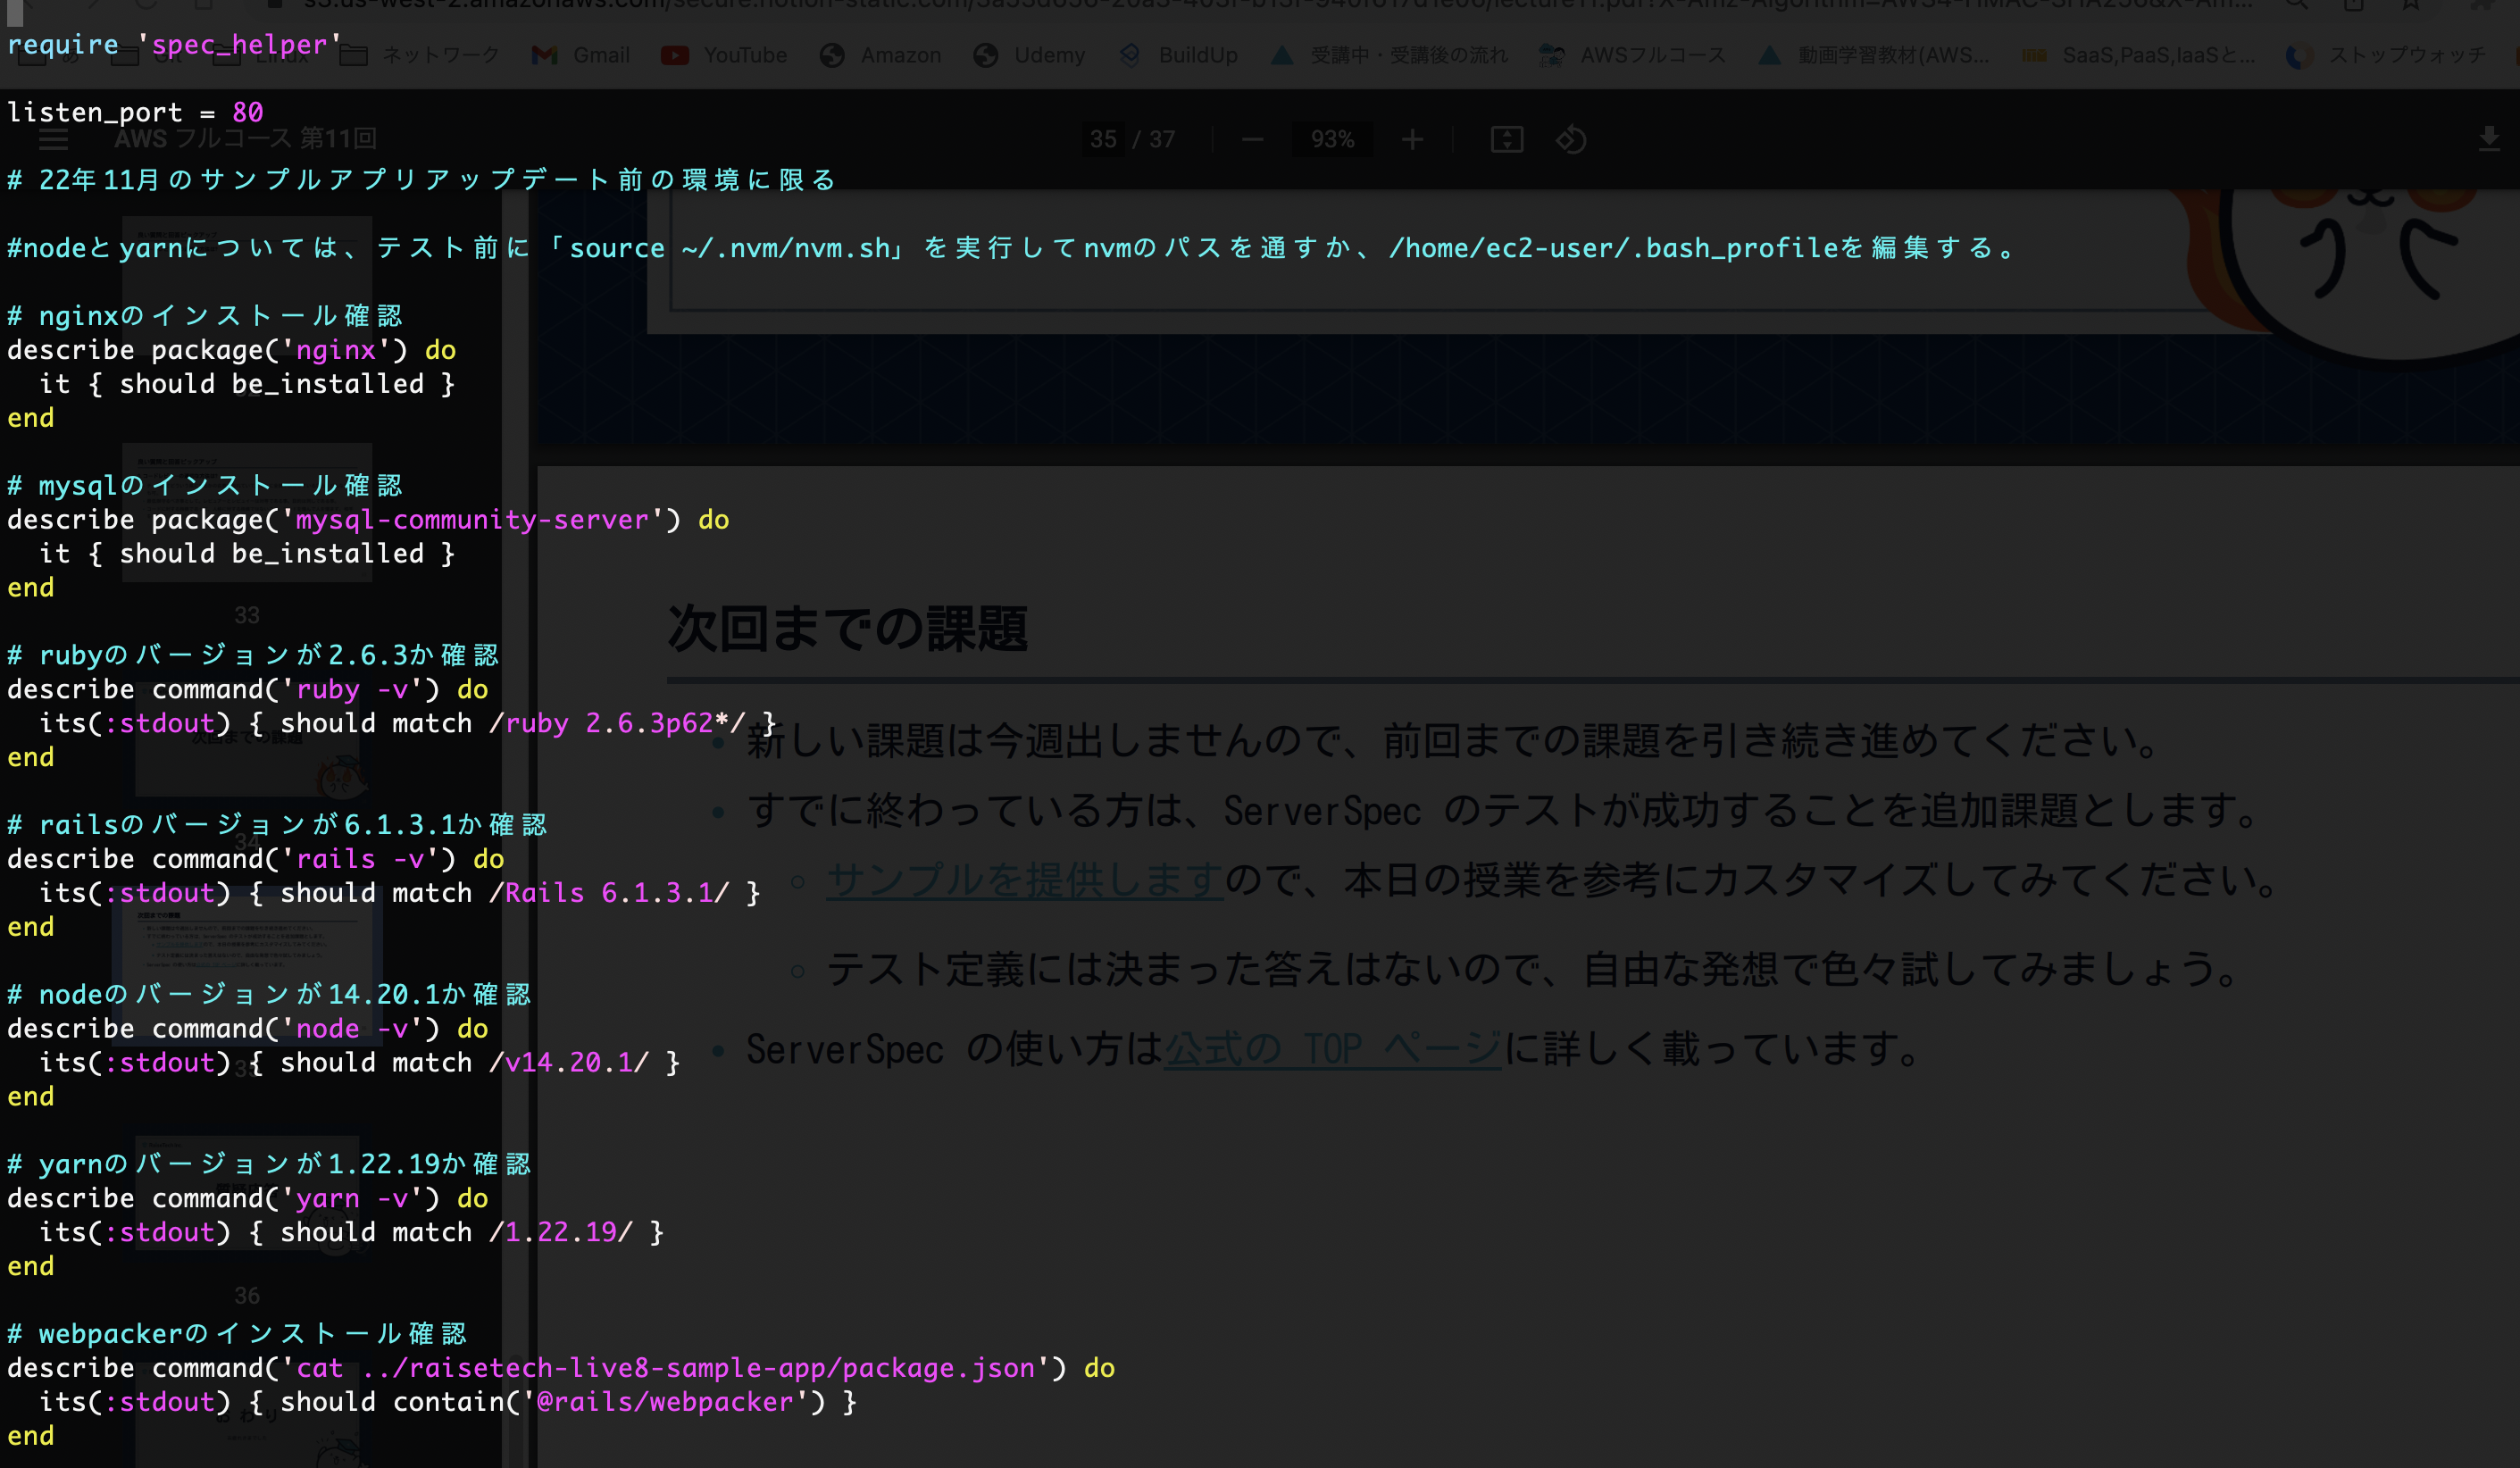 s3.us-west-2.amazonaws.com/secure.notion-static.com/
require 'spec_helper'
ネットワーク Gmail YouTube Amazon Udemy BuildUp 受講中・受講後の流れ AWSフルコース 動画学習教材(AWS... SaaS,PaaS,IaaSと... ストップウォッチ
listen_port = 80
AWS フルコース 第11回 35 / 37 93%
# 22年11月のサンプルアプリアップデート前の環境に限る
#nodeとyarnについては、テスト前に「source ~/.nvm/nvm.sh」を実行してnvmのパスを通すか、/home/ec2-user/.bash_profileを編集する。
# nginxのインストール確認
describe package('nginx') do
  it { should be_installed }
end
# mysqlのインストール確認
describe package('mysql-community-server') do
  it { should be_installed }
end
33
# rubyのバージョンが2.6.3か確認
describe command('ruby -v') do
  its(:stdout) { should match /ruby 2.6.3p62*/ }
end
# railsのバージョンが6.1.3.1か確認
34
describe command('rails -v') do
  its(:stdout) { should match /Rails 6.1.3.1/ }
end
# nodeのバージョンが14.20.1か確認
describe command('node -v') do
  its(:stdout) { should match /v14.20.1/ }
end
# yarnのバージョンが1.22.19か確認
describe command('yarn -v') do
  its(:stdout) { should match /1.22.19/ }
end
36
# webpackerのインストール確認
describe command('cat ../raisetech-live8-sample-app/package.json') do
  its(:stdout) { should contain('@rails/webpacker') }
end
次回までの課題
新しい課題は今週出しませんので、前回までの課題を引き続き進めてください。
すでに終わっている方は、ServerSpec のテストが成功することを追加課題とします。
サンプルを提供しますので、本日の授業を参考にカスタマイズしてみてください。
テスト定義には決まった答えはないので、自由な発想で色々試してみましょう。
ServerSpec の使い方は公式の TOP ページに詳しく載っています。